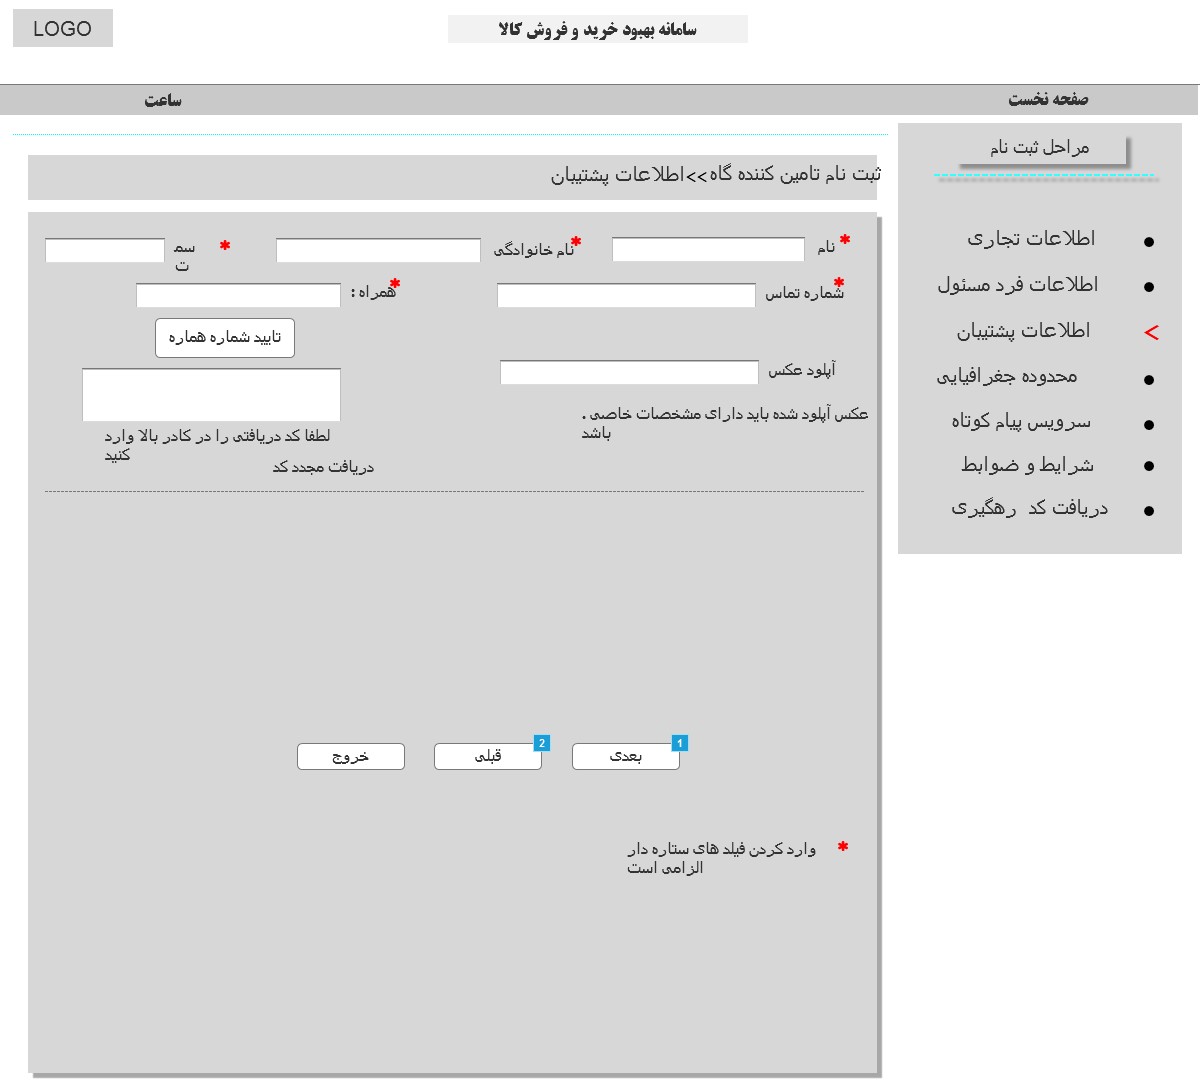 LOGO
سامانه بهبود خرید و فروش کالا
صفحه نخست
ساعت
مراحل ثبت نام
اطلاعات تجاری
اطلاعات فرد مسئول
> اطلاعات پشتیبان
محدوده جغرافیایی
سرویس پیام کوتاه
شرایط و ضوابط
دریافت کد رهگیری
ثبت نام تامین کننده گاه>>اطلاعات پشتیبان
نام *
نام خانوادگی *
سم
ت
*
شماره تماس *
همراه : *
تایید شماره هماره
آپلود عکس
عکس آپلود شده باید دارای مشخصات خاصی .
باشد
لطفا کد دریافتی را در کادر بالا وارد
کنید
دریافت مجدد کد
بعدی
1
قبلی
2
خروج
* وارد کردن فیلد های ستاره دار
الزامی است